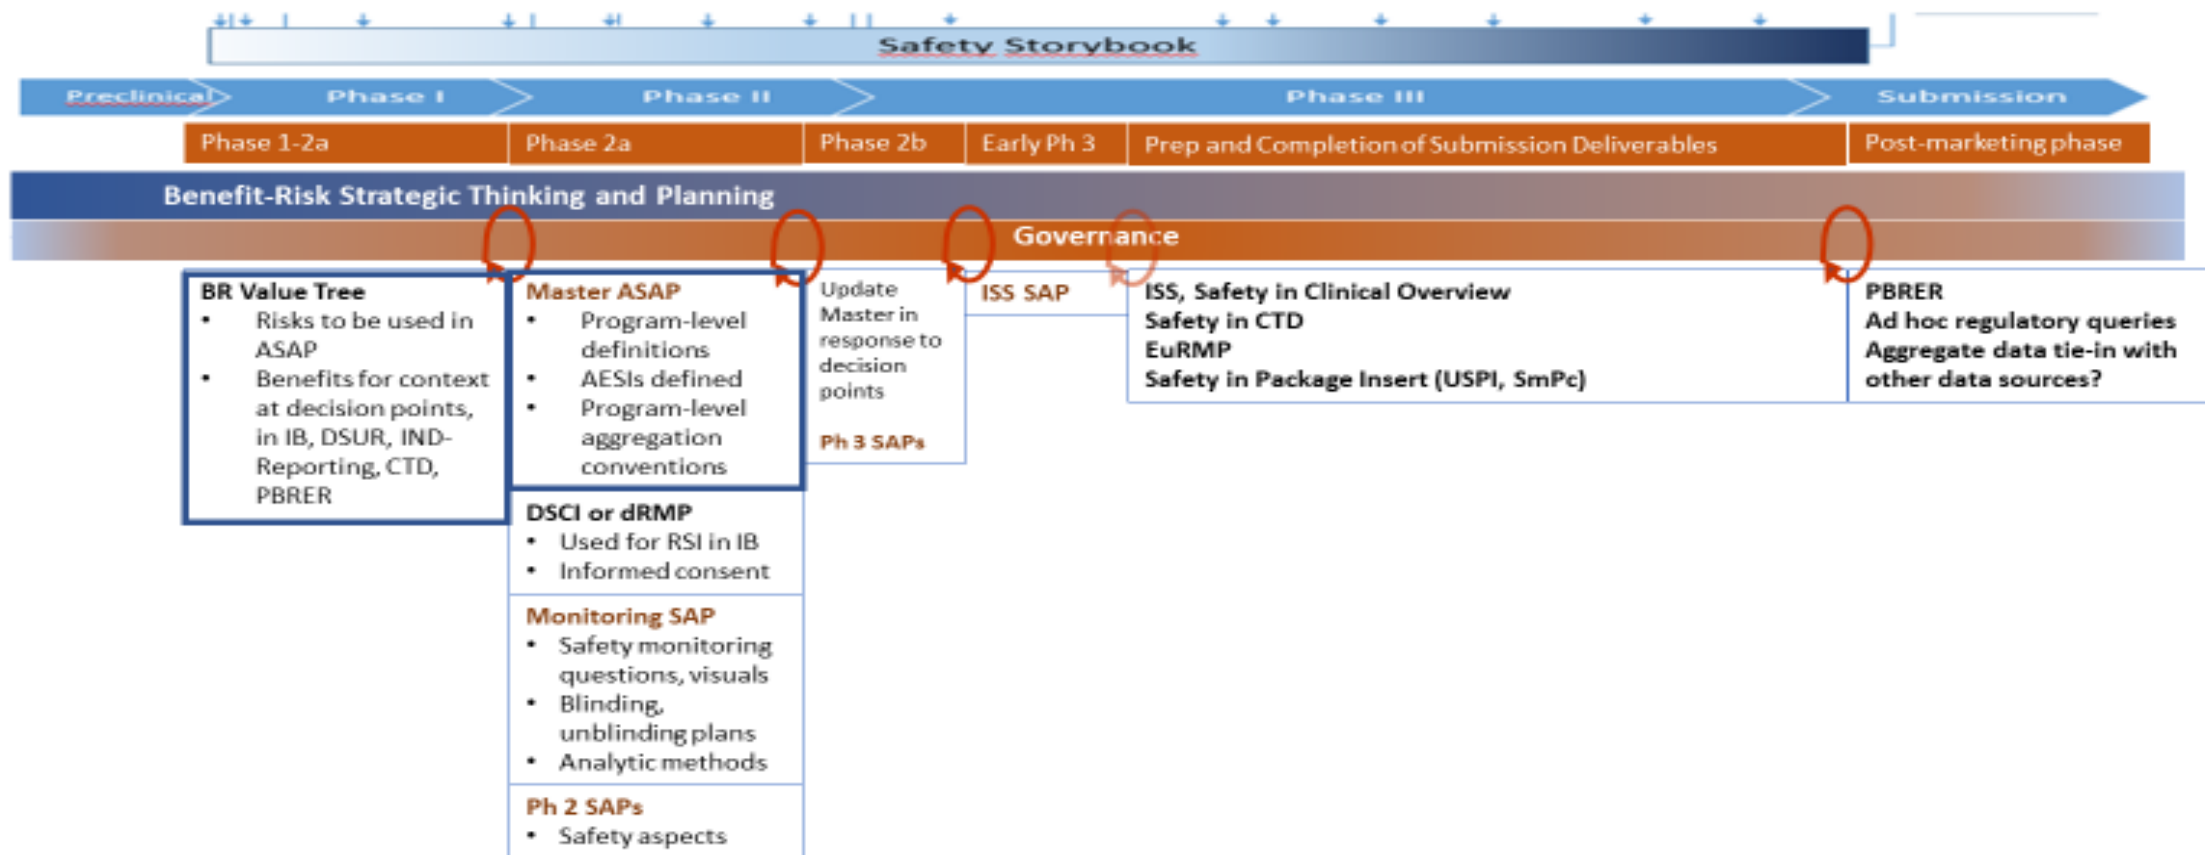 Safety Storybook
Preclinical
Phase I
Phase II
Phase III
Submission
Phase 1-2a
Phase 2a
Phase 2b
Early Ph 3
Prep and Completion of Submission Deliverables
Post-marketing phase
Benefit-Risk Strategic Thinking and Planning
Governance
BR Value Tree
• Risks to be used in
ASAP
• Benefits for context
at decision points,
in IB, DSUR, IND-
Reporting, CTD,
PBRER
Master ASAP
• Program-level
definitions
• AESIs defined
• Program-level
aggregation
conventions
DSCI or dRMP
• Used for RSI in IB
• Informed consent
Monitoring SAP
• Safety monitoring
questions, visuals
• Blinding,
unblinding plans
• Analytic methods
Ph 2 SAPs
• Safety aspects
Update
Master in
response to
decision
points
Ph 3 SAPs
ISS SAP
ISS, Safety in Clinical Overview
Safety in CTD
EuRMP
Safety in Package Insert (USPI, SmPc)
PBRER
Ad hoc regulatory queries
Aggregate data tie-in with
other data sources?